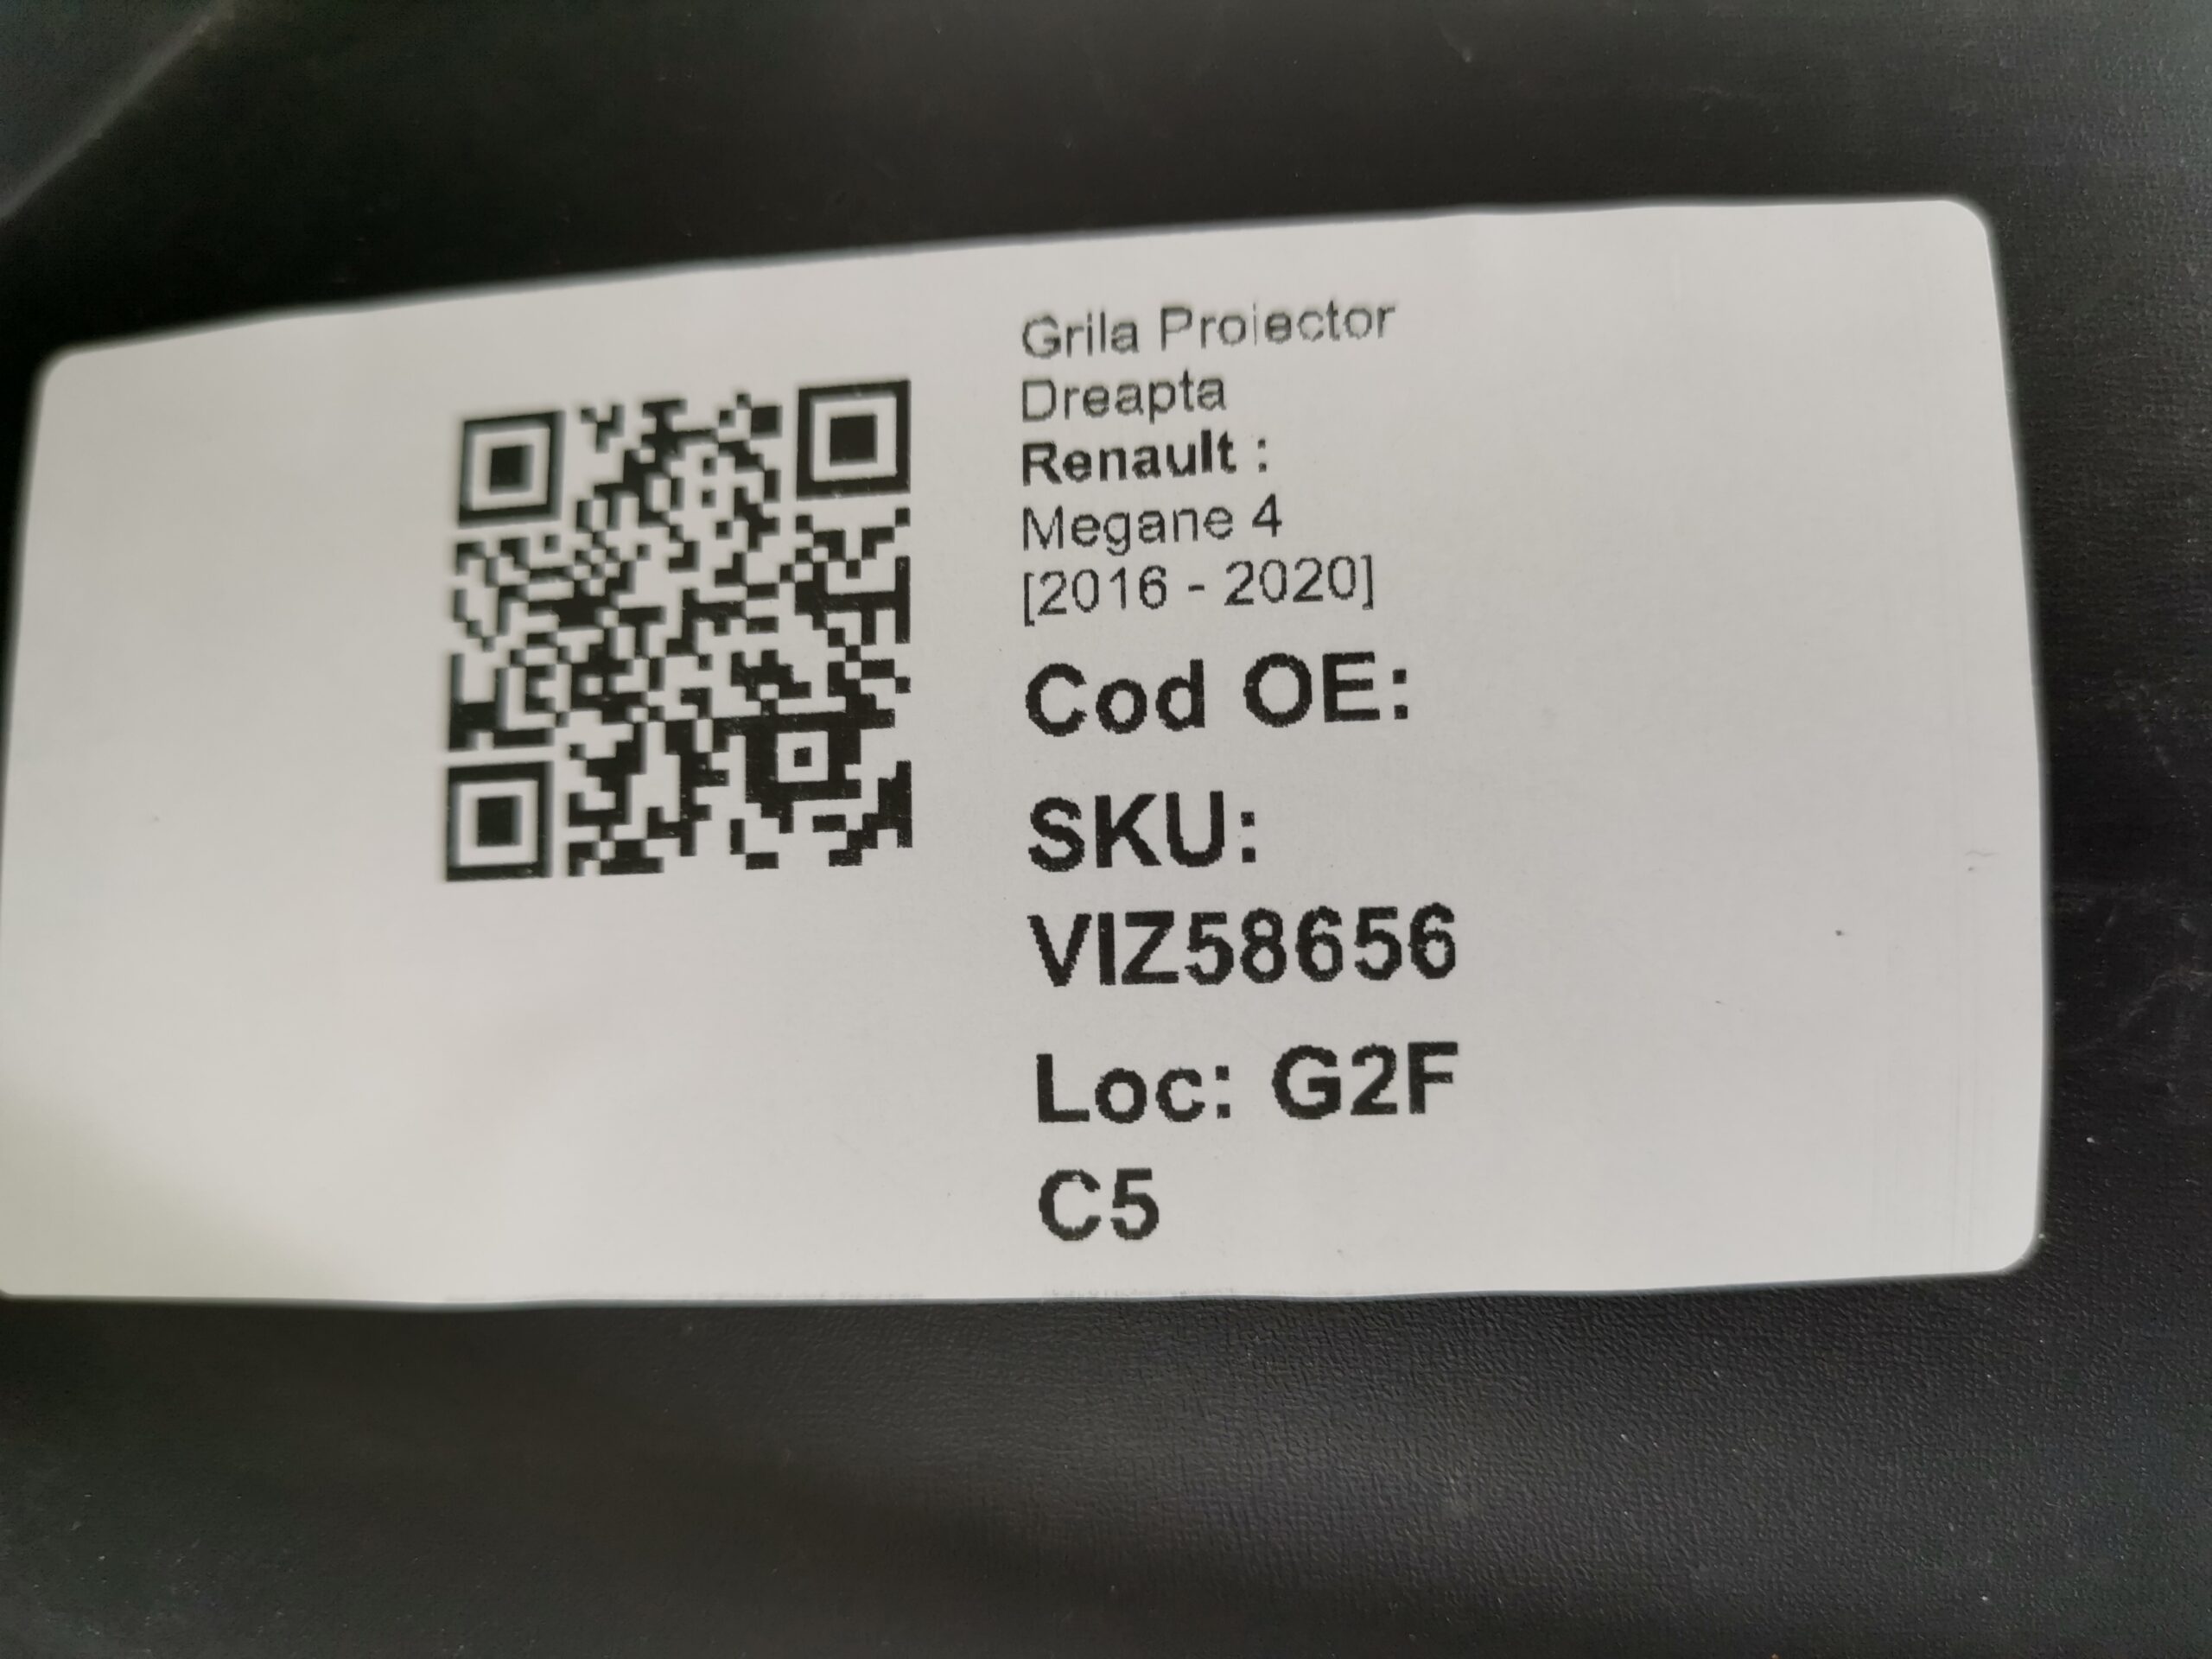 Grila Proiector
Dreapta
Renault :
Megane 4
[2016 - 2020]
Cod OE:
SKU:
VIZ58656
Loc: G2F
C5